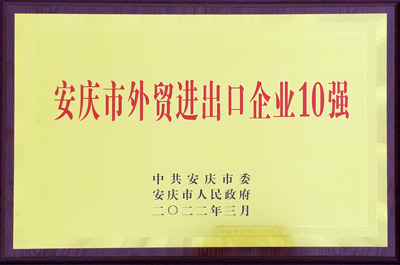 安庆市外贸进出口企业10强
中共安庆市委
安庆市人民政府
二〇二二年三月